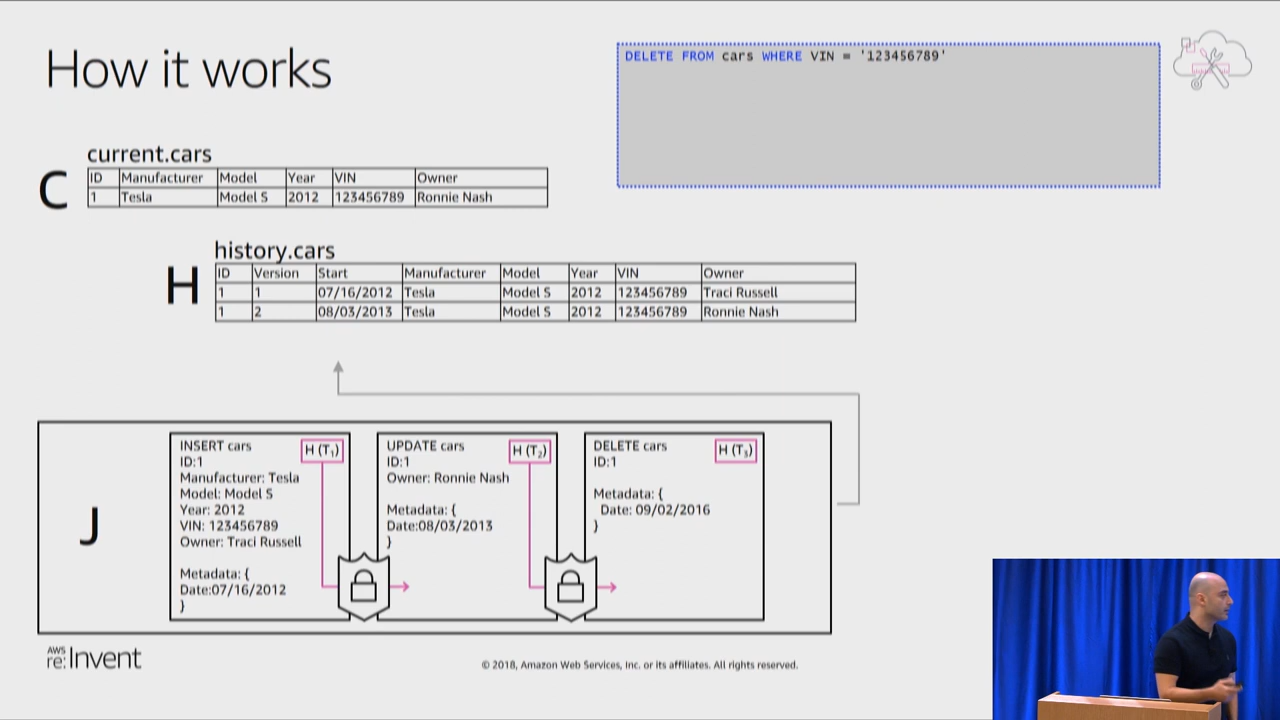 How it works
DELETE FROM cars WHERE VIN = '123456789'
current.cars
C
ID Manufacturer Model Year VIN Owner
1 Tesla Model S 2012 123456789 Ronnie Nash
history.cars
H
ID Version Start Manufacturer Model Year VIN Owner
1 1 07/16/2012 Tesla Model S 2012 123456789 Traci Russell
1 2 08/03/2013 Tesla Model S 2012 123456789 Ronnie Nash
J
INSERT cars
H (T₁)
ID:1
Manufacturer: Tesla
Model: Model S
Year: 2012
VIN: 123456789
Owner: Traci Russell
Metadata: {
Date:07/16/2012
}
UPDATE cars
H (T₂)
ID:1
Owner: Ronnie Nash
Metadata: {
Date:08/03/2013
}
DELETE cars
H (T₃)
ID:1
Metadata: {
Date: 09/02/2016
}
AWS
re:Invent
© 2018, Amazon Web Services, Inc. or its affiliates. All rights reserved.